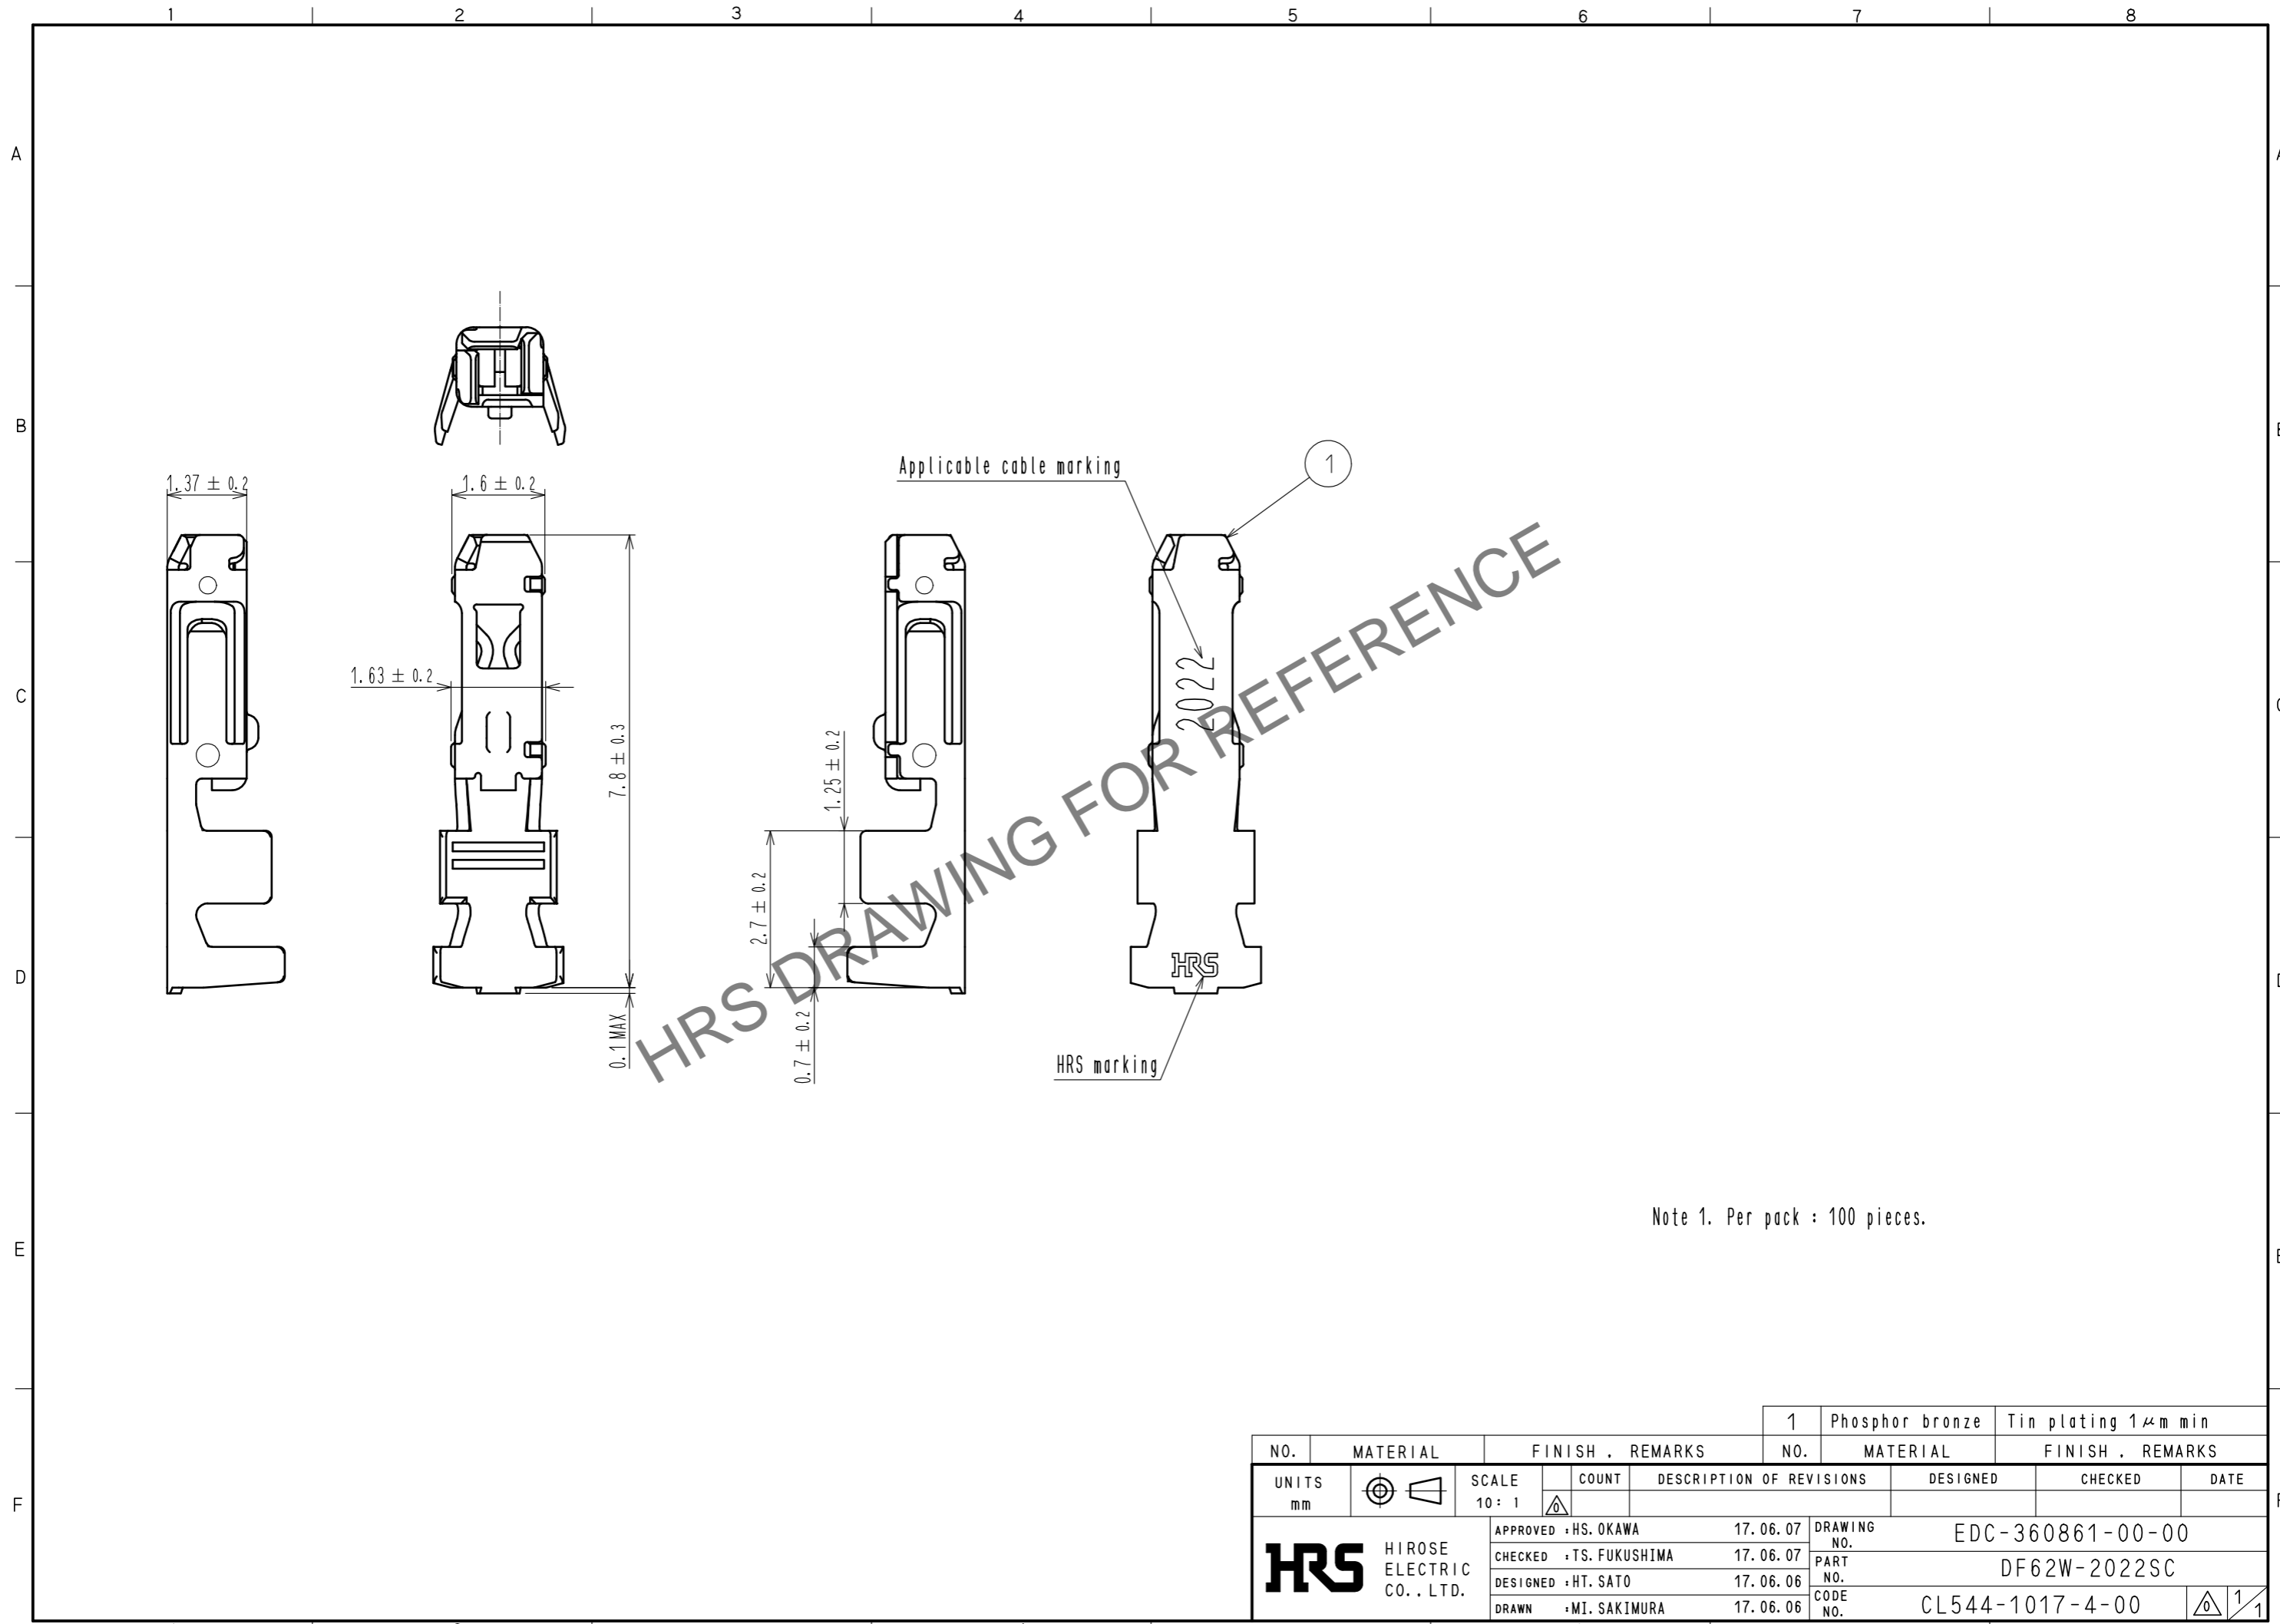 1 2 3 4 5 6 7 8
A
B
C
D
E
F
1.37 ± 0.2
1.6 ± 0.2
1.63 ± 0.2
7.8 ± 0.3
0.1 MAX
1.25 ± 0.2
2.7 ± 0.2
0.7 ± 0.2
Applicable cable marking
1
2022
HRS
HRS marking
HRS DRAWING FOR REFERENCE
Note 1. Per pack : 100 pieces.
1 Phosphor bronze Tin plating 1μm min
NO. MATERIAL FINISH . REMARKS NO. MATERIAL FINISH . REMARKS
UNITS
mm
SCALE
10 : 1
COUNT DESCRIPTION OF REVISIONS DESIGNED CHECKED DATE
0
HRS
HIROSE
ELECTRIC
CO., LTD.
APPROVED : HS. OKAWA 17. 06. 07
CHECKED : TS. FUKUSHIMA 17. 06. 07
DESIGNED : HT. SATO 17. 06. 06
DRAWN : MI. SAKIMURA 17. 06. 06
DRAWING NO. EDC-360861-00-00
PART NO. DF62W-2022SC
CODE NO. CL544-1017-4-00
0
1/1